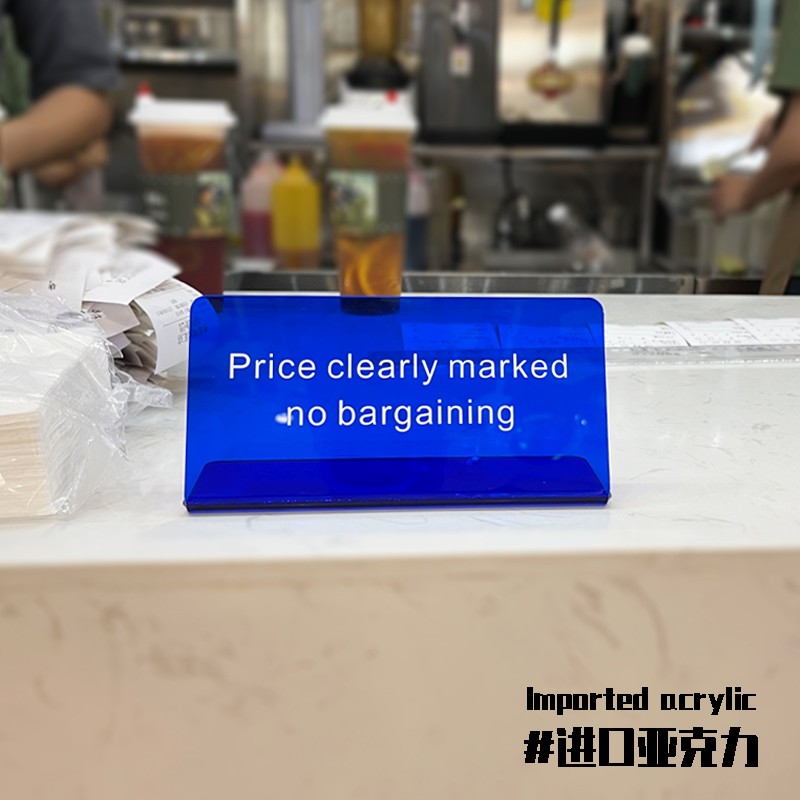 Price clearly marked
no bargaining
Imported acrylic
#进口亚克力